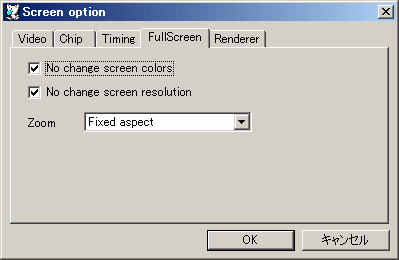 Screen option
Video Chip Timing FullScreen Renderer
No change screen colors
No change screen resolution
Zoom Fixed aspect
OK キャンセル